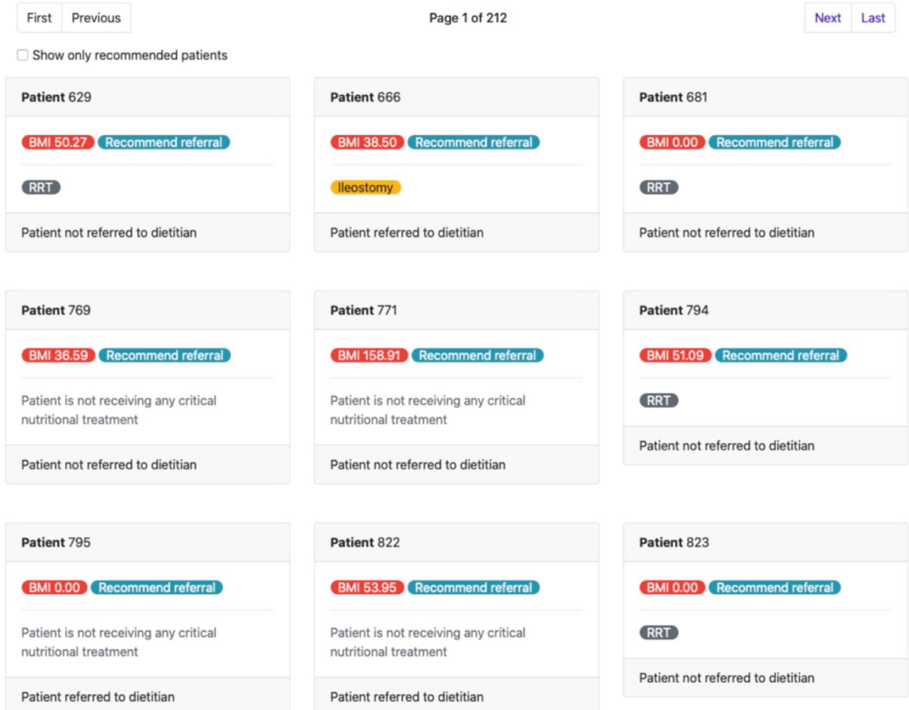 First Previous Page 1 of 212 Next Last
Show only recommended patients
Patient 629
BMI 50.27 Recommend referral
RRT
Patient not referred to dietitian
Patient 666
BMI 38.50 Recommend referral
Ileostomy
Patient referred to dietitian
Patient 681
BMI 0.00 Recommend referral
RRT
Patient not referred to dietitian
Patient 769
BMI 36.59 Recommend referral
Patient is not receiving any critical
nutritional treatment
Patient not referred to dietitian
Patient 771
BMI 158.91 Recommend referral
Patient is not receiving any critical
nutritional treatment
Patient not referred to dietitian
Patient 794
BMI 51.09 Recommend referral
RRT
Patient not referred to dietitian
Patient 795
BMI 0.00 Recommend referral
Patient is not receiving any critical
nutritional treatment
Patient referred to dietitian
Patient 822
BMI 53.95 Recommend referral
Patient is not receiving any critical
nutritional treatment
Patient referred to dietitian
Patient 823
BMI 0.00 Recommend referral
RRT
Patient not referred to dietitian